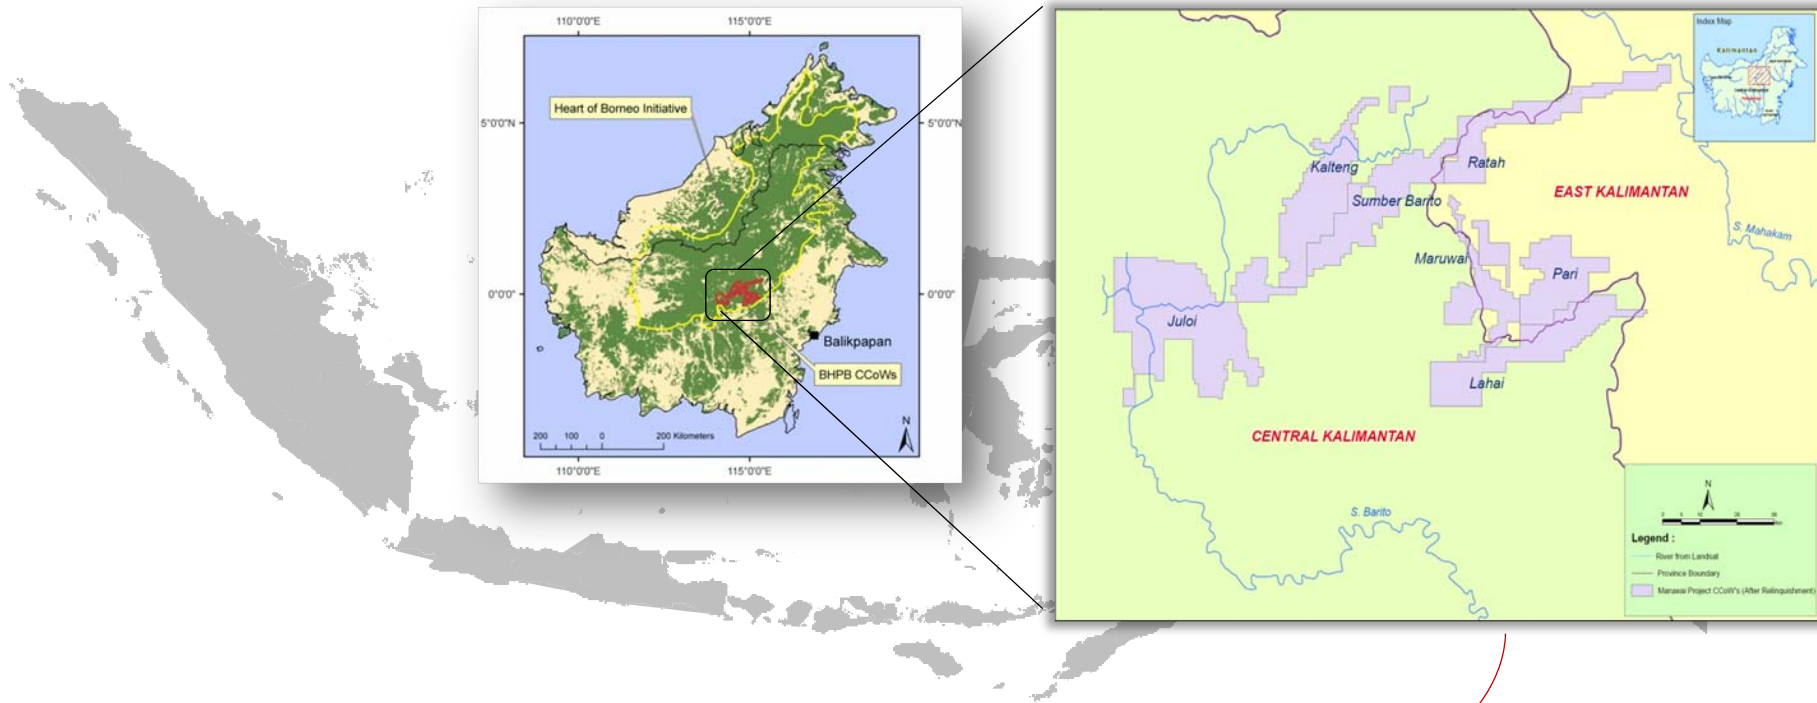 110°0'0"E
115°0'0"E
Heart of Borneo Initiative
5°0'0"N
5°0'0"N
0°0'0"
0°0'0"
Balikpapan
BHPB CCoWs
N
200 100 0 200 Kilometers
110°0'0"E
115°0'0"E
Index Map
Kalimantan
Kalteng
Ratah
EAST KALIMANTAN
Sumber Barito
S. Mahakam
Maruwai
Pari
Juloi
Lahai
CENTRAL KALIMANTAN
S. Barito
N
Legend :
River from Landsat
Province Boundary
Maruwai Project CCoW's (After Relinquishment)